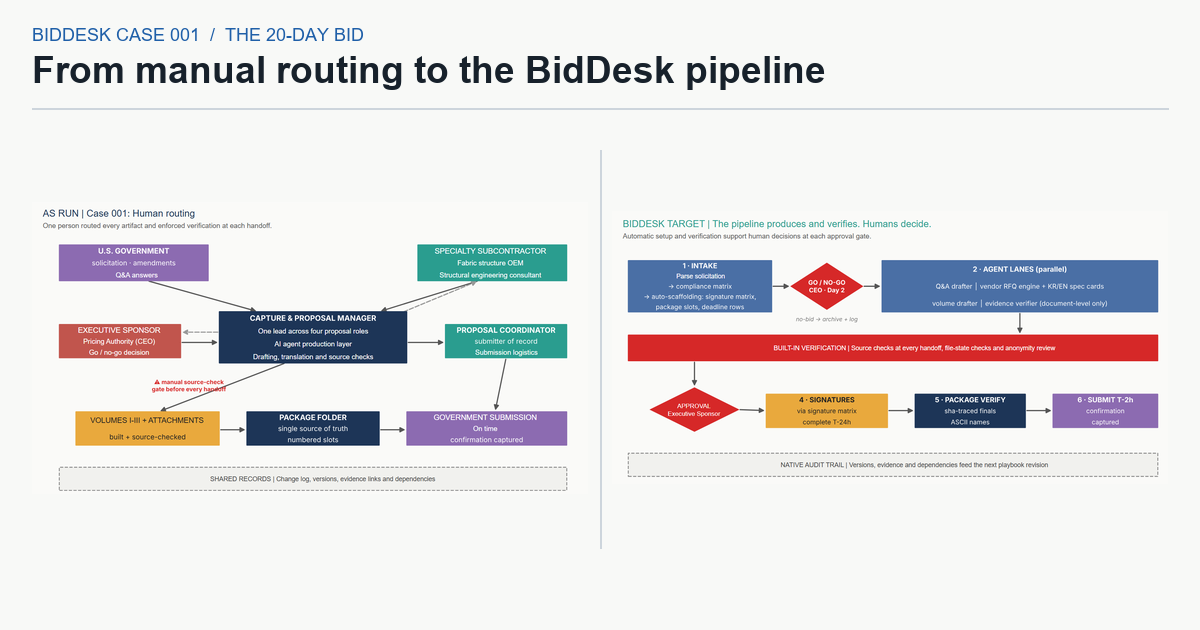 BIDDESK CASE 001 / THE 20-DAY BID
From manual routing to the BidDesk pipeline
AS RUN | Case 001: Human routing
One person routed every artifact and enforced verification at each handoff.
U.S. GOVERNMENT
solicitation · amendments
Q&A answers
SPECIALTY SUBCONTRACTOR
Fabric structure OEM
Structural engineering consultant
EXECUTIVE SPONSOR
Pricing Authority (CEO)
Go / no-go decision
CAPTURE & PROPOSAL MANAGER
One lead across four proposal roles
AI agent production layer
Drafting, translation and source checks
PROPOSAL COORDINATOR
submitter of record
Submission logistics
⚠ manual source-check
gate before every handoff
VOLUMES I-III + ATTACHMENTS
built + source-checked
PACKAGE FOLDER
single source of truth
numbered slots
GOVERNMENT SUBMISSION
On time
confirmation captured
SHARED RECORDS | Change log, versions, evidence links and dependencies
BIDDESK TARGET | The pipeline produces and verifies. Humans decide.
Automatic setup and verification support human decisions at each approval gate.
1 · INTAKE
Parse solicitation
→ compliance matrix
→ auto-scaffolding: signature matrix,
package slots, deadline rows
GO / NO-GO
CEO · Day 2
no-bid → archive + log
2 · AGENT LANES (parallel)
Q&A drafter | vendor RFQ engine + KR/EN spec cards
volume drafter | evidence verifier (document-level only)
BUILT-IN VERIFICATION | Source checks at every handoff, file-state checks and anonymity review
APPROVAL
Executive Sponsor
4 · SIGNATURES
via signature matrix
complete T-24h
5 · PACKAGE VERIFY
sha-traced finals
ASCII names
6 · SUBMIT T-2h
confirmation
captured
NATIVE AUDIT TRAIL | Versions, evidence and dependencies feed the next playbook revision